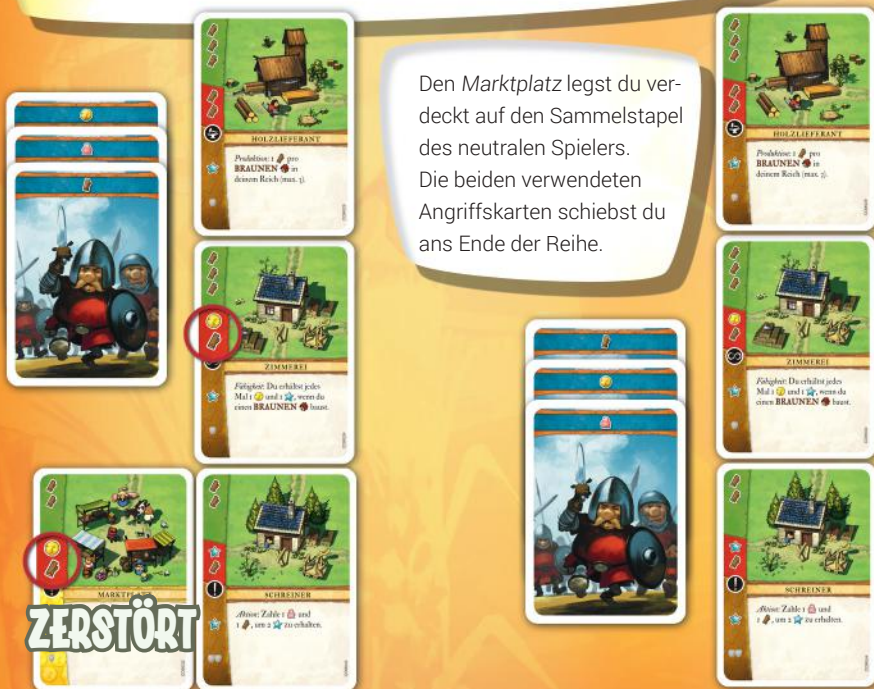 HOLZLIEFERANT
Produktion: 1 pro
BRAUNEN in
deinem Reich (max. 3).
Den Marktplatz legst du ver-
deckt auf den Sammelstapel
des neutralen Spielers.
Die beiden verwendeten
Angriffskarten schiebst du
ans Ende der Reihe.
HOLZLIEFERANT
Produktion: 1 pro
BRAUNEN in
deinem Reich (max. 3).
ZIMMEREI
Fähigkeit: Du erhältst jedes
Mal 1 und 1 , wenn du
einen BRAUNEN baust.
ZIMMEREI
Fähigkeit: Du erhältst jedes
Mal 1 und 1 , wenn du
einen BRAUNEN baust.
ZERSTÖRT
SCHREINER
Aktion: Zahle 1 und
1 , um 2 zu erhalten.
SCHREINER
Aktion: Zahle 1 und
1 , um 2 zu erhalten.